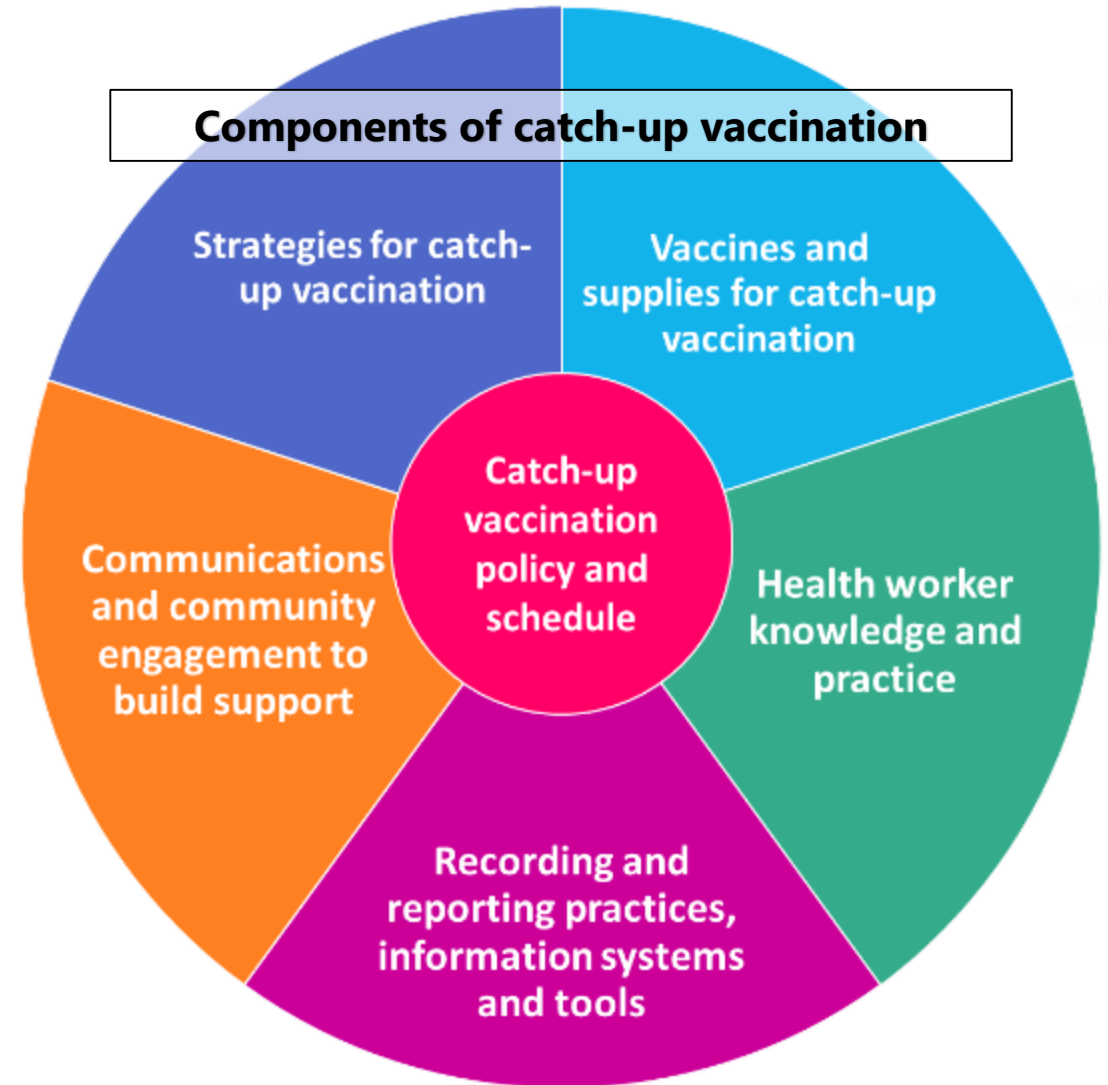 Components of catch-up vaccination
Strategies for catch-
up vaccination
Vaccines and
supplies for catch-up
vaccination
Catch-up
vaccination
policy and
schedule
Communications
and community
engagement to
build support
Health worker
knowledge and
practice
Recording and
reporting practices,
information systems
and tools